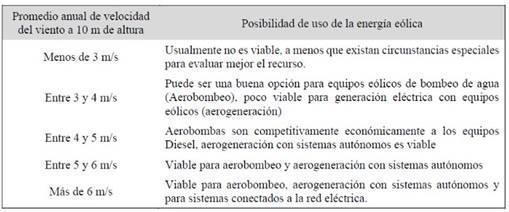 Promedio anual de velocidad
del viento a 10 m de altura
Posibilidad de uso de la energía eólica
Menos de 3 m/s
Usualmente no es viable, a menos que existan circunstancias especiales
para evaluar mejor el recurso.
Entre 3 y 4 m/s
Puede ser una buena opción para equipos eólicos de bombeo de agua
(Aerobombeo), poco viable para generación eléctrica con equipos
eólicos (aerogeneración)
Entre 4 y 5 m/s
Aerobombas son competitivamente económicamente a los equipos
Diesel, aerogeneración con sistemas autónomos es viable
Entre 5 y 6 m/s
Viable para aerobombeo y aerogeneración con sistemas autónomos
Más de 6 m/s
Viable para aerobombeo, aerogeneración con sistemas autónomos y
para sistemas conectados a la red eléctrica.